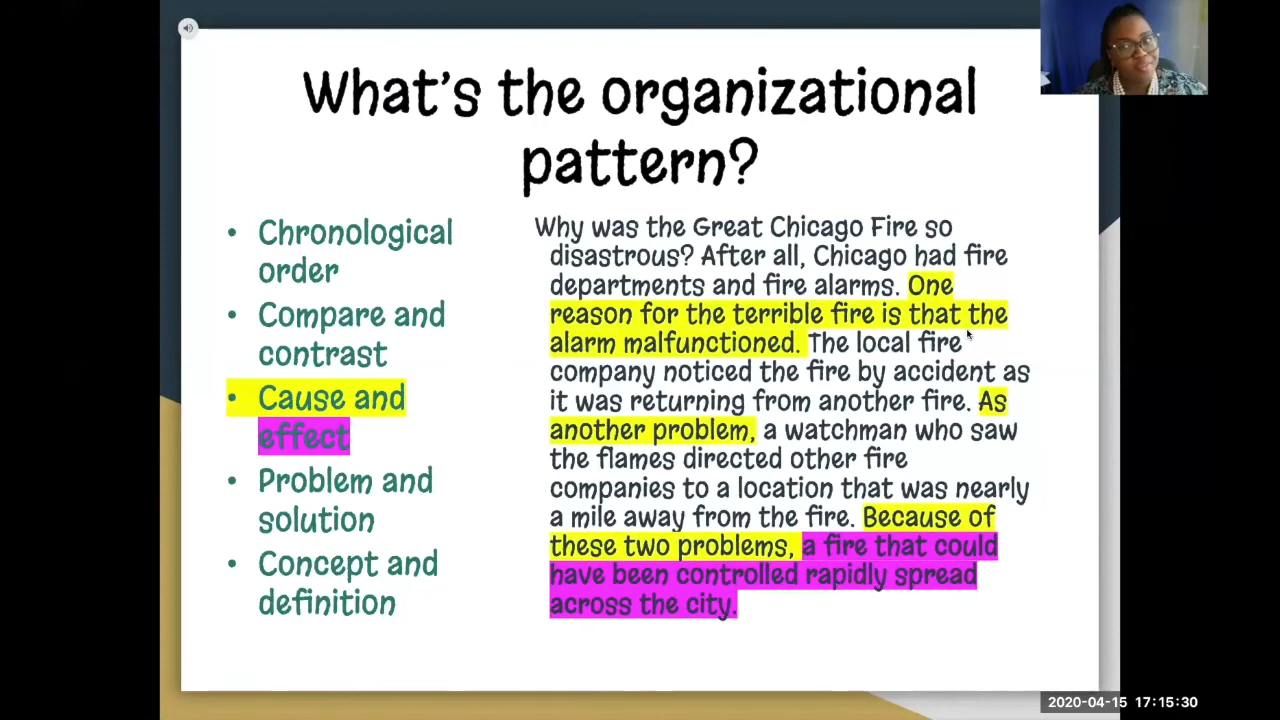 What's the organizational
pattern?
• Chronological
order
• Compare and
contrast
• Cause and
effect
• Problem and
solution
• Concept and
definition
Why was the Great Chicago Fire so
disastrous? After all, Chicago had fire
departments and fire alarms. One
reason for the terrible fire is that the
alarm malfunctioned. The local fire
company noticed the fire by accident as
it was returning from another fire. As
another problem, a watchman who saw
the flames directed other fire
companies to a location that was nearly
a mile away from the fire. Because of
these two problems, a fire that could
have been controlled rapidly spread
across the city.
2020-04-15 17:15:30